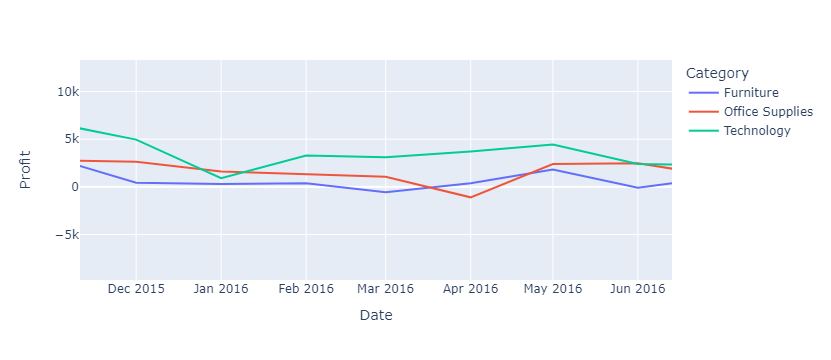 Category
Furniture
Office Supplies
Technology
Profit
10k
5k
0
−5k
Dec 2015 Jan 2016 Feb 2016 Mar 2016 Apr 2016 May 2016 Jun 2016
Date